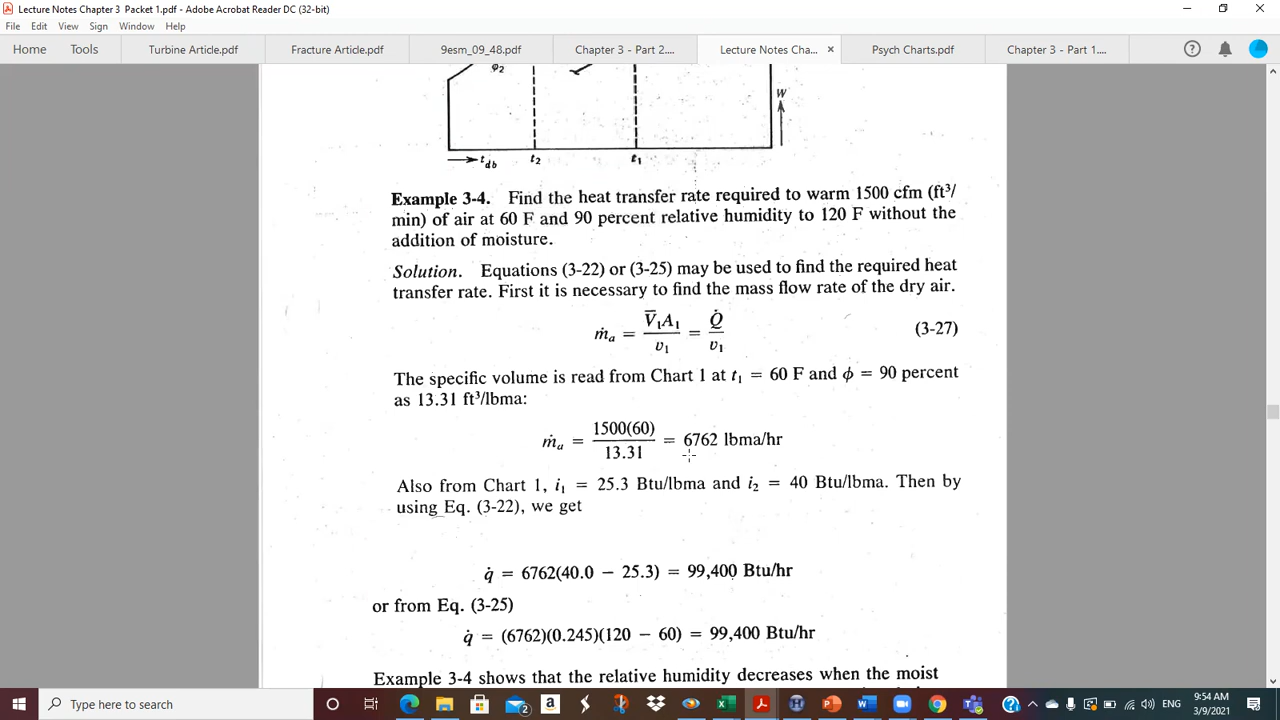 Lecture Notes Chapter 3 Packet 1.pdf - Adobe Acrobat Reader DC (32-bit)
File Edit View Sign Window Help
Home Tools Turbine Article.pdf Fracture Article.pdf 9esm_09_48.pdf Chapter 3 - Part 2.... Lecture Notes Cha... × Psych Charts.pdf Chapter 3 - Part 1....
φ2
W
t_db t2 t1
Example 3-4. Find the heat transfer rate required to warm 1500 cfm (ft³/
min) of air at 60 F and 90 percent relative humidity to 120 F without the
addition of moisture.
Solution. Equations (3-22) or (3-25) may be used to find the required heat
transfer rate. First it is necessary to find the mass flow rate of the dry air.
ṁₐ = V̄₁A₁ / v₁ = Q̇ / v₁ (3-27)
The specific volume is read from Chart 1 at t₁ = 60 F and ϕ = 90 percent
as 13.31 ft³/lbma:
ṁₐ = 1500(60) / 13.31 = 6762 lbma/hr
Also from Chart 1, i₁ = 25.3 Btu/lbma and i₂ = 40 Btu/lbma. Then by
using Eq. (3-22), we get
q̇ = 6762(40.0 − 25.3) = 99,400 Btu/hr
or from Eq. (3-25)
q̇ = (6762)(0.245)(120 − 60) = 99,400 Btu/hr
Example 3-4 shows that the relative humidity decreases when the moist
Type here to search
ENG
9:54 AM
3/9/2021